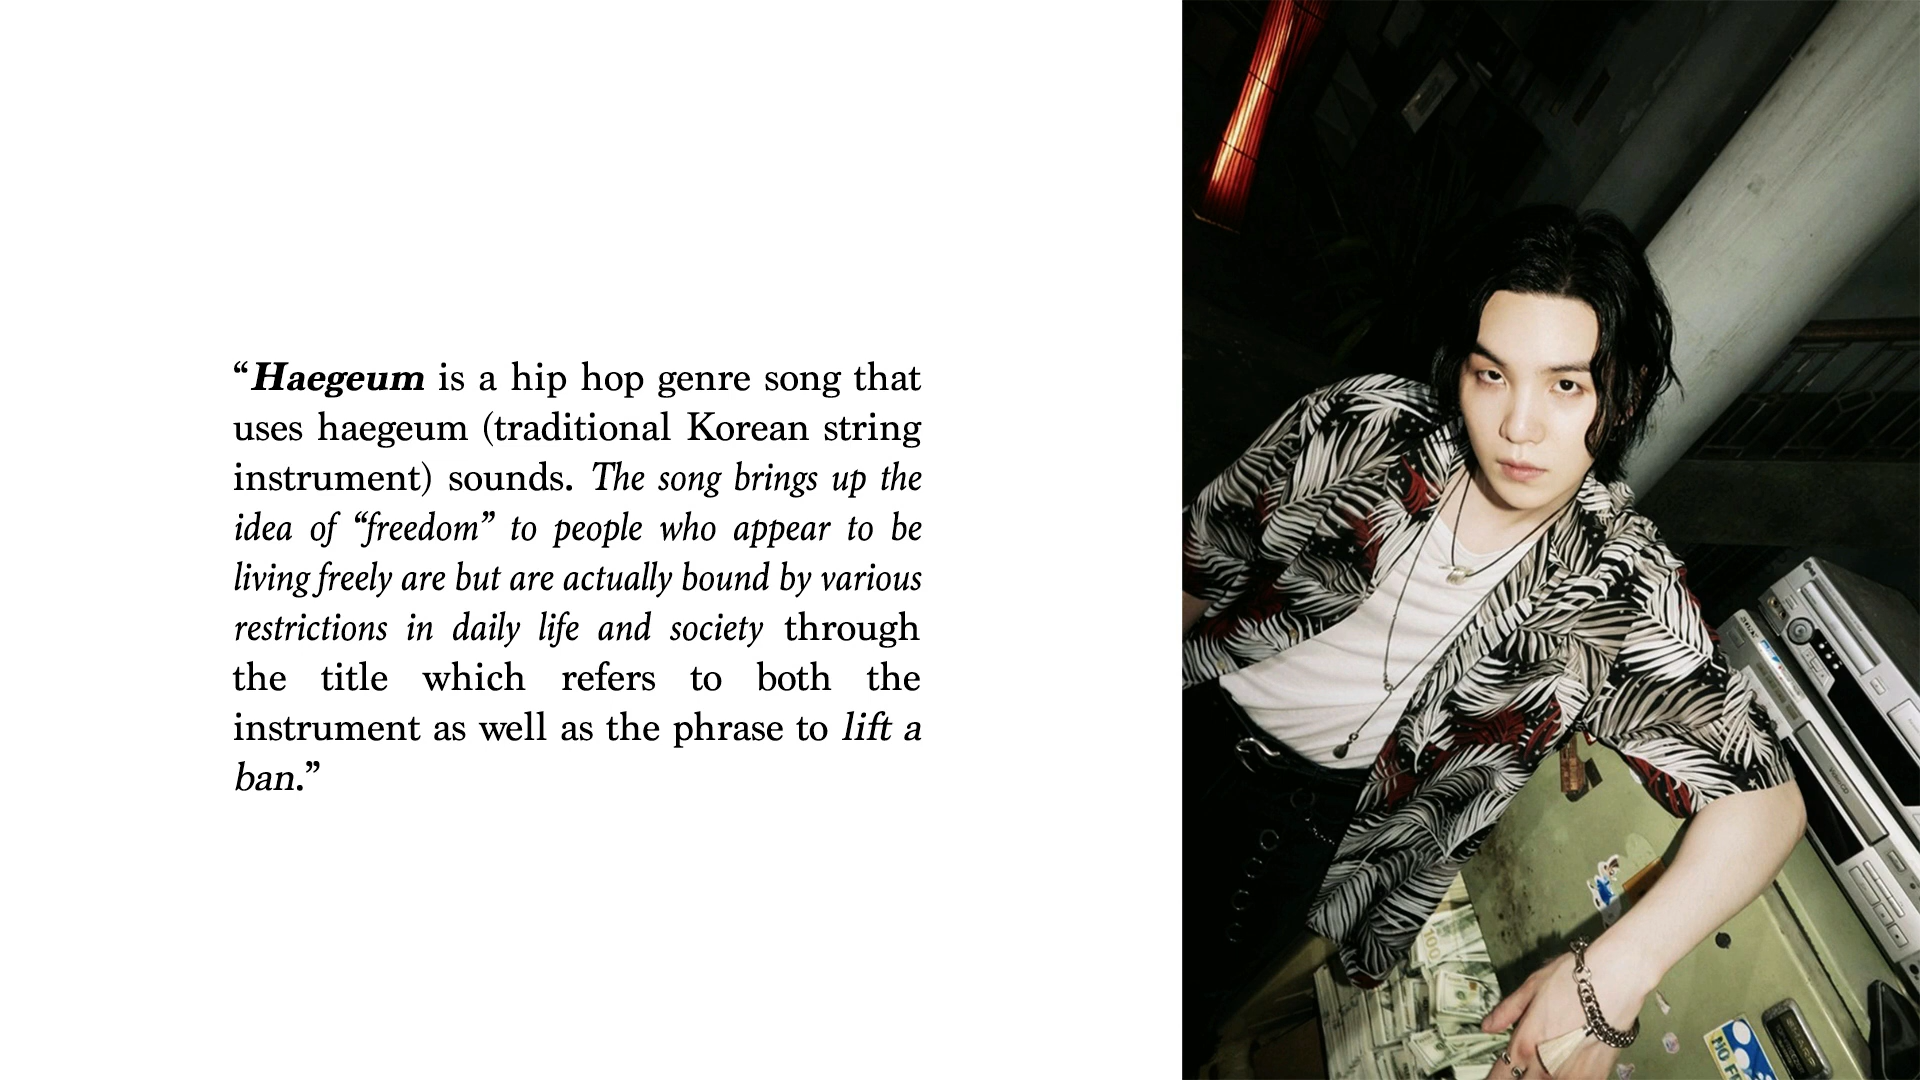 “Haegeum is a hip hop genre song that
uses haegeum (traditional Korean string
instrument) sounds. The song brings up the
idea of “freedom” to people who appear to be
living freely are but are actually bound by various
restrictions in daily life and society through
the title which refers to both the
instrument as well as the phrase to lift a
ban.”
100